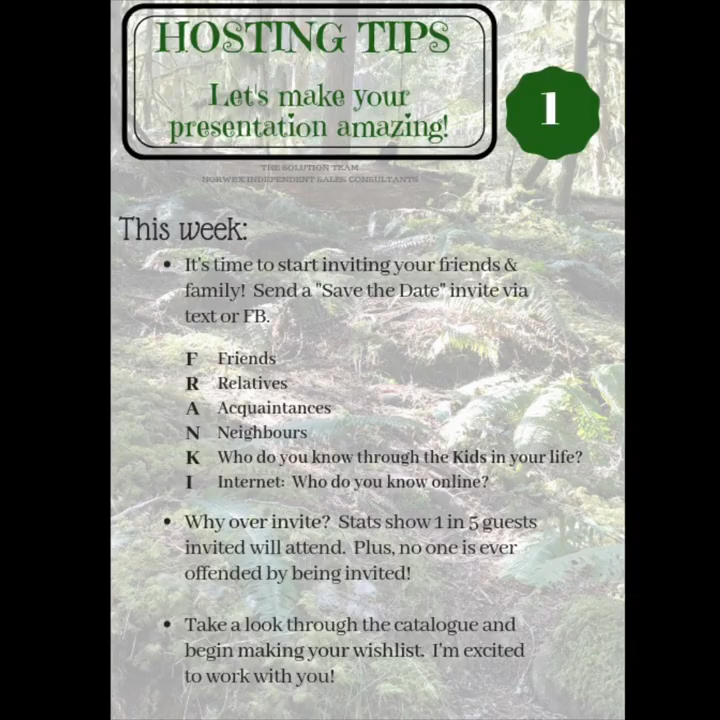 HOSTING TIPS
Let's make your
presentation amazing!
1
THE SOLUTION TEAM
NORWEX INDEPENDENT SALES CONSULTANTS
This week:
• It's time to start inviting your friends &
family! Send a "Save the Date" invite via
text or FB.
F Friends
R Relatives
A Acquaintances
N Neighbours
K Who do you know through the Kids in your life?
I Internet: Who do you know online?
• Why over invite? Stats show 1 in 5 guests
invited will attend. Plus, no one is ever
offended by being invited!
• Take a look through the catalogue and
begin making your wishlist. I'm excited
to work with you!